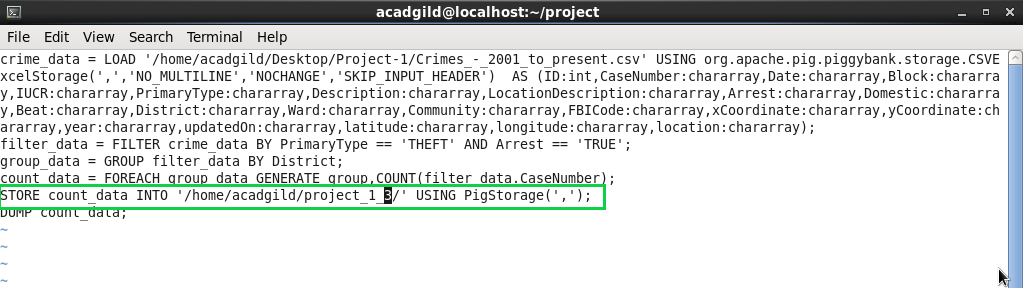 acadgild@localhost:~/project
File Edit View Search Terminal Help
crime_data = LOAD '/home/acadgild/Desktop/Project-1/Crimes_-_2001_to_present.csv' USING org.apache.pig.piggybank.storage.CSVE
xcelStorage(',','NO_MULTILINE','NOCHANGE','SKIP_INPUT_HEADER')  AS (ID:int,CaseNumber:chararray,Date:chararray,Block:chararra
y,IUCR:chararray,PrimaryType:chararray,Description:chararray,LocationDescription:chararray,Arrest:chararray,Domestic:chararra
y,Beat:chararray,District:chararray,Ward:chararray,Community:chararray,FBICode:chararray,xCoordinate:chararray,yCoordinate:ch
ararray,year:chararray,updatedOn:chararray,latitude:chararray,longitude:chararray,location:chararray);
filter_data = FILTER crime_data BY PrimaryType == 'THEFT' AND Arrest == 'TRUE';
group_data = GROUP filter_data BY District;
count_data = FOREACH group_data GENERATE group,COUNT(filter_data.CaseNumber);
STORE count_data INTO '/home/acadgild/project_1_3/' USING PigStorage(',');
DUMP count_data;
~
~
~
~